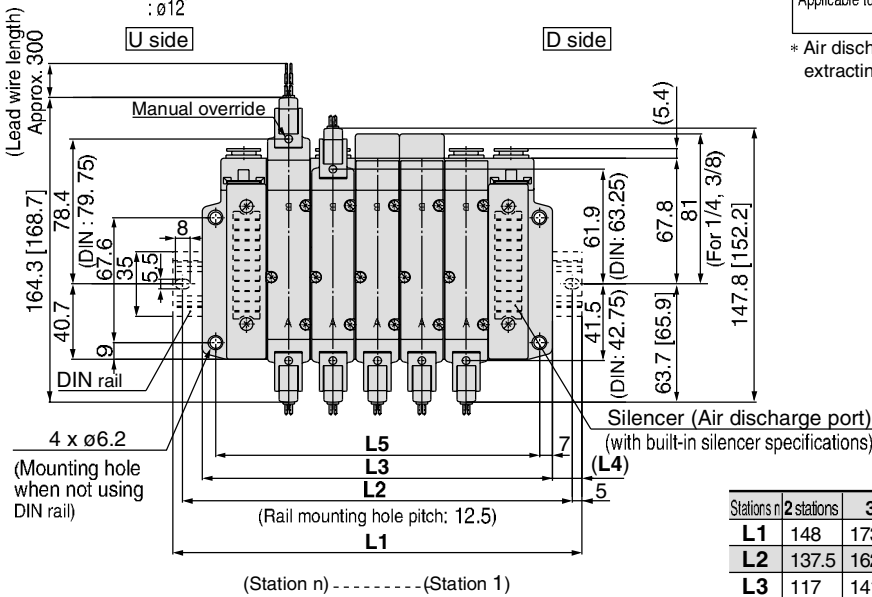 : ø12
U side
D side
Applicable tu
* Air disch
extractin
(Lead wire length)
Approx. 300
Manual override
(5.4)
164.3 [168.7]
78.4
(DIN : 79. 75)
67.6
35
5.5
8
40.7
9
61.9
(DIN: 63.25)
67.8
81
(For 1/4, 3/8)
147.8 [152.2]
41.5
(DIN: 42.75)
63.7 [65.9]
B B B B B
A A A A A
DIN rail
4 x ø6.2
(Mounting hole
when not using
DIN rail)
Silencer (Air discharge port)
(with built-in silencer specifications)
L5
7
L3
(L4)
L2
5
(Rail mounting hole pitch: 12.5)
L1
(Station n) - - - - - - - - - (Station 1)
Stations n 2 stations 3
L1 148 173
L2 137.5 162
L3 117 141